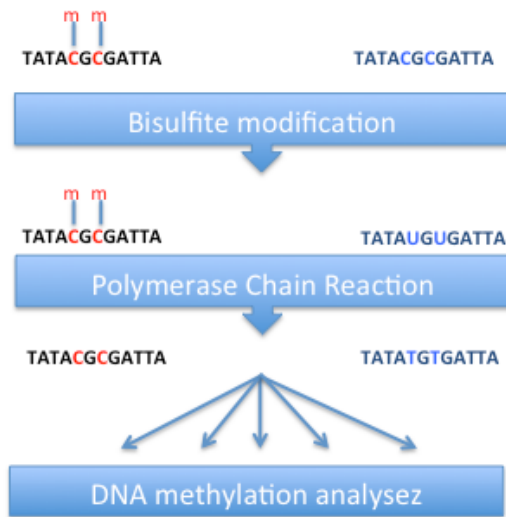 m m
TATACGCGATTA TATACGCGATTA
Bisulfite modification
m m
TATACGCGATTA TATAUGUGATTA
Polymerase Chain Reaction
TATACGCGATTA TATATGTGATTA
DNA methylation analysez